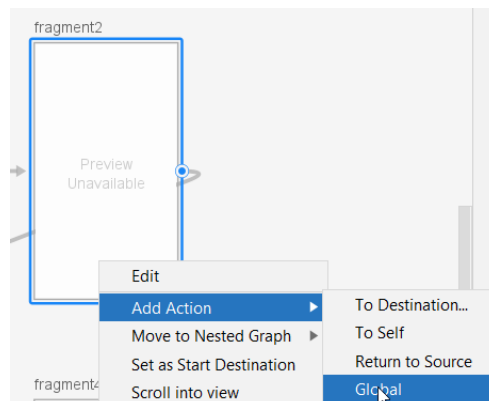 fragment2
Preview
Unavailable
Edit
Add Action
To Destination...
Move to Nested Graph
To Self
Set as Start Destination
Return to Source
fragment4
Scroll into view
Global